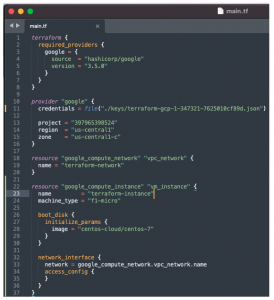 main.tf
main.tf
1 terraform {
2 required_providers {
3 google = {
4 source = "hashicorp/google"
5 version = "3.5.0"
6 }
7 }
8 }
9
10 provider "google" {
11 credentials = file("./keys/terraform-gcp-1-347321-7625010cf89d.json")
12
13 project = "397965398524"
14 region = "us-central1"
15 zone = "us-central1-c"
16 }
17
18 resource "google_compute_network" "vpc_network" {
19 name = "terraform-network"
20 }
21
22 resource "google_compute_instance" "vm_instance" {
23 name = "terraform-instance"
24 machine_type = "f1-micro"
25
26 boot_disk {
27 initialize_params {
28 image = "centos-cloud/centos-7"
29 }
30 }
31
32 network_interface {
33 network = google_compute_network.vpc_network.name
34 access_config {
35 }
36 }
37 }